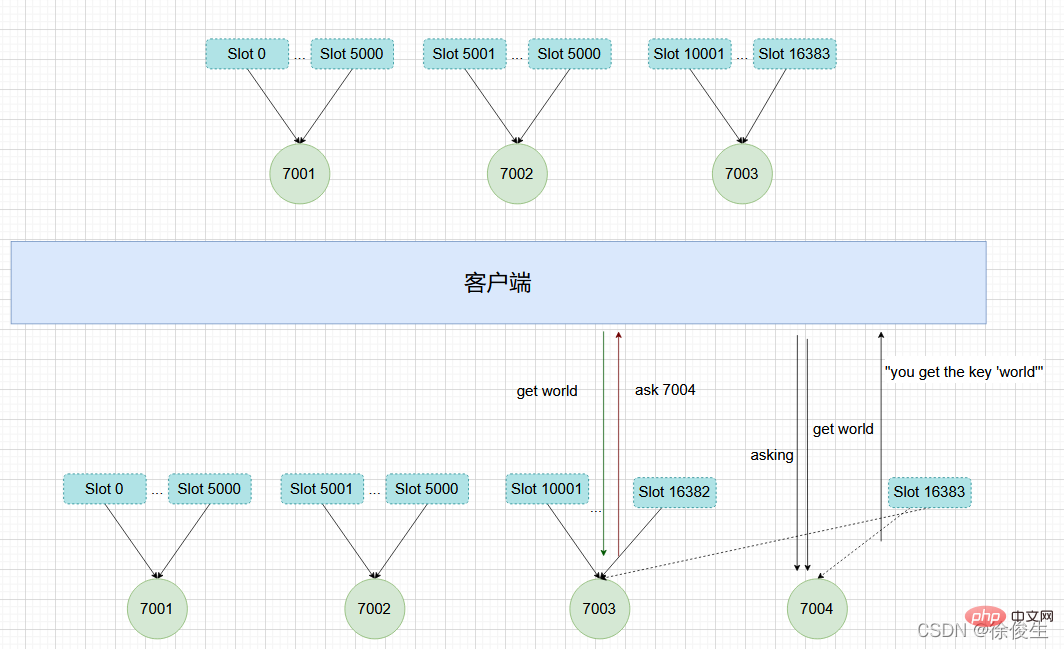 Slot 0 ... Slot 5000 Slot 5001 ... Slot 5000 Slot 10001 ... Slot 16383
7001 7002 7003
客户端
"you get the key 'world'"
get world ask 7004
get world
asking
Slot 0 ... Slot 5000 Slot 5001 ... Slot 5000 Slot 10001 ... Slot 16382 Slot 16383
7001 7002 7003 7004
php 中文网
CSDN @徐俊生